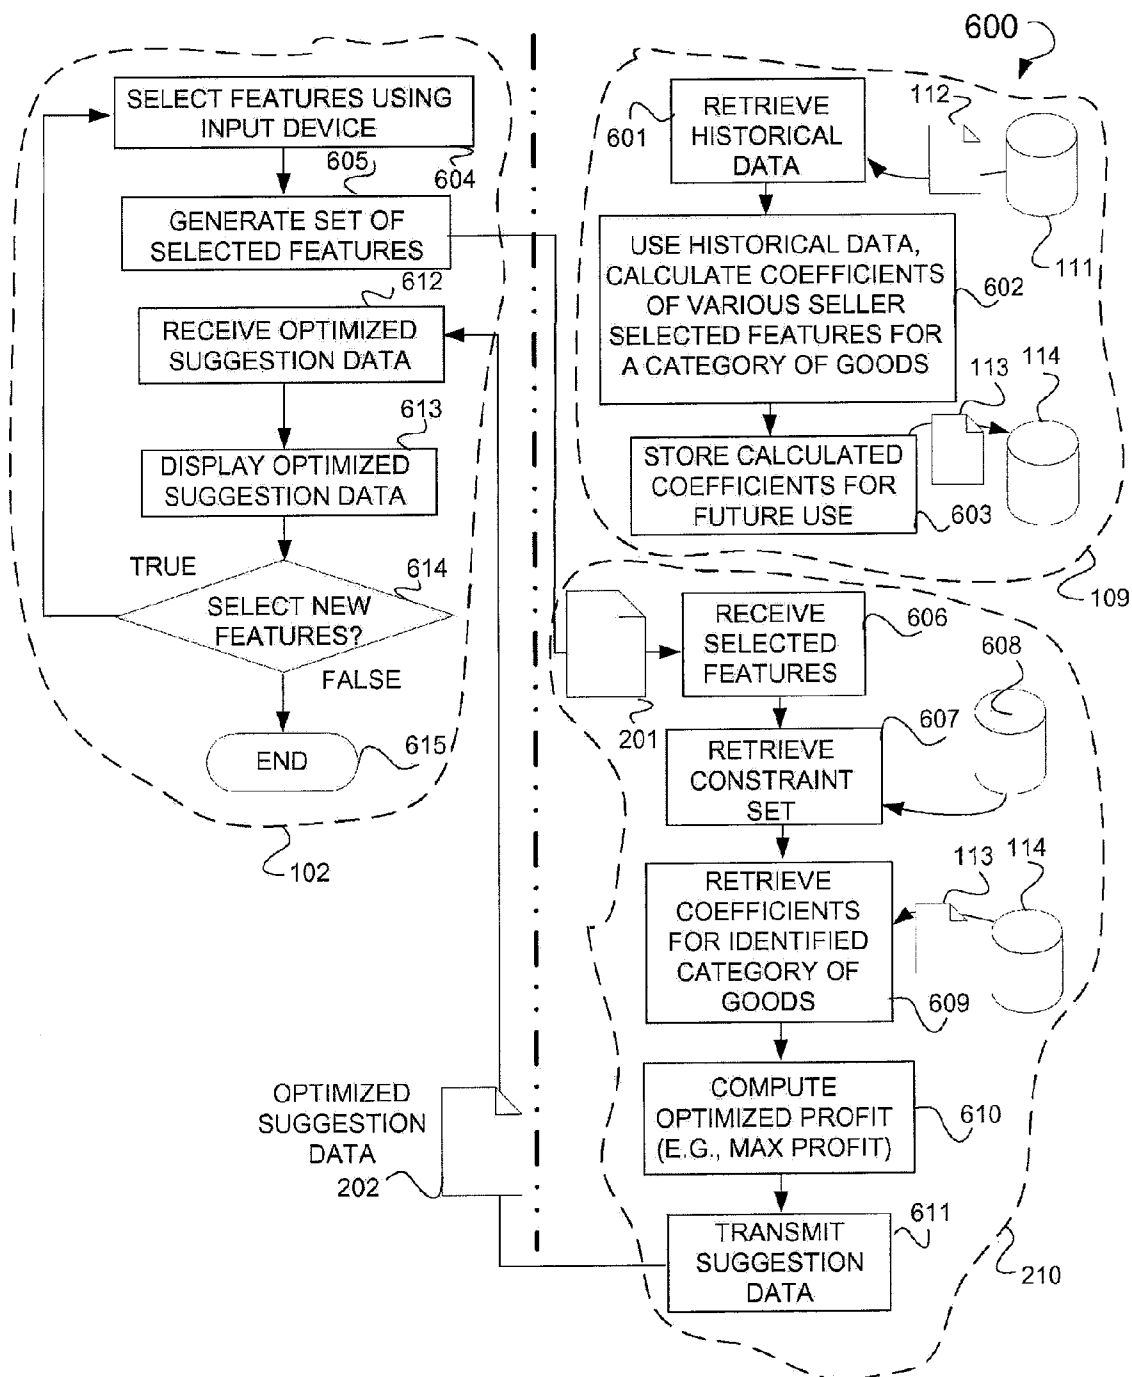 600
SELECT FEATURES USING
INPUT DEVICE
604
605
GENERATE SET OF
SELECTED FEATURES
612
RECEIVE OPTIMIZED
SUGGESTION DATA
613
DISPLAY OPTIMIZED
SUGGESTION DATA
TRUE
614
SELECT NEW
FEATURES?
FALSE
END
615
102
RETRIEVE
HISTORICAL
DATA
601
112
111
USE HISTORICAL DATA,
CALCULATE COEFFICIENTS
OF VARIOUS SELLER
SELECTED FEATURES FOR
A CATEGORY OF GOODS
602
113
114
STORE CALCULATED
COEFFICIENTS FOR
FUTURE USE
603
109
RECEIVE
SELECTED
FEATURES
606
201
607
608
RETRIEVE
CONSTRAINT
SET
113
114
RETRIEVE
COEFFICIENTS
FOR IDENTIFIED
CATEGORY OF
GOODS
609
COMPUTE
OPTIMIZED PROFIT
(E.G., MAX PROFIT)
610
OPTIMIZED
SUGGESTION
DATA
202
TRANSMIT
SUGGESTION
DATA
611
210